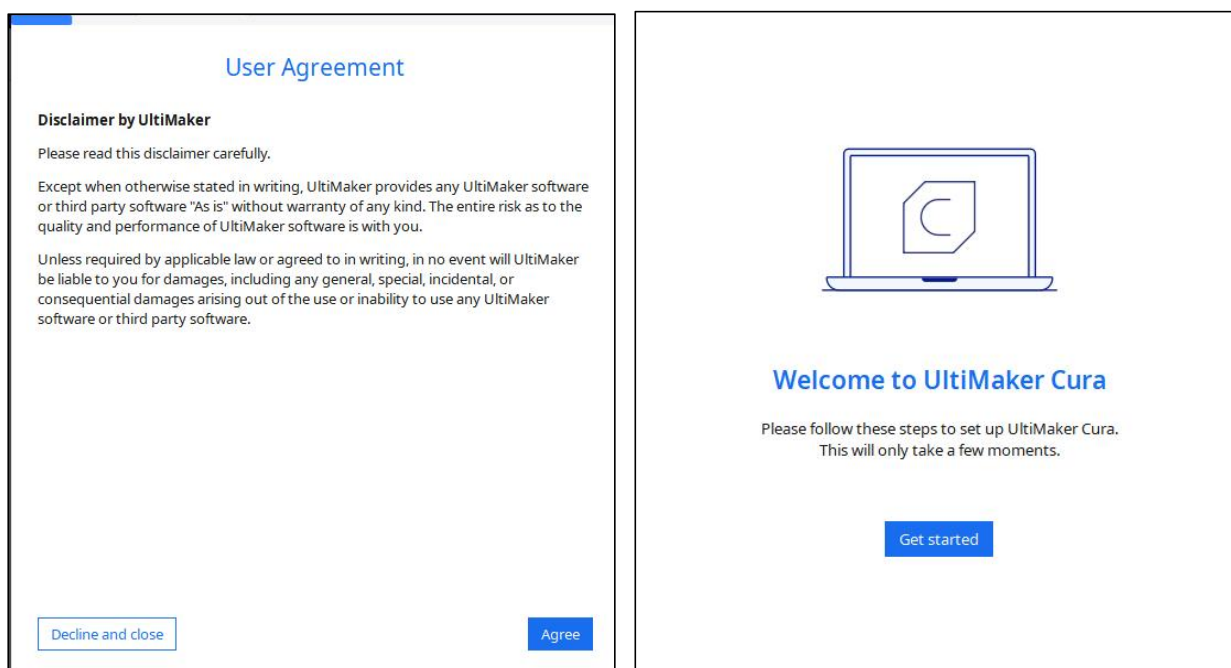 User Agreement
Disclaimer by UltiMaker
Please read this disclaimer carefully.
Except when otherwise stated in writing, UltiMaker provides any UltiMaker software
or third party software "As is" without warranty of any kind. The entire risk as to the
quality and performance of UltiMaker software is with you.
Unless required by applicable law or agreed to in writing, in no event will UltiMaker
be liable to you for damages, including any general, special, incidental, or
consequential damages arising out of the use or inability to use any UltiMaker
software or third party software.
Decline and close
Agree
Welcome to UltiMaker Cura
Please follow these steps to set up UltiMaker Cura.
This will only take a few moments.
Get started